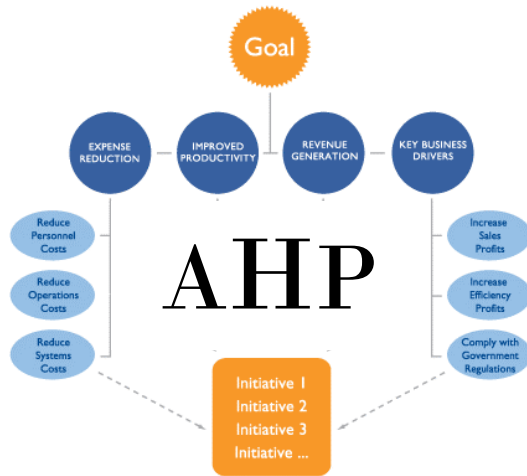 Goal
EXPENSE
REDUCTION
IMPROVED
PRODUCTIVITY
REVENUE
GENERATION
KEY BUSINESS
DRIVERS
Reduce
Personnel
Costs
Reduce
Operations
Costs
Reduce
Systems
Costs
AHP
Increase
Sales
Profits
Increase
Efficiency
Profits
Comply with
Government
Regulations
Initiative 1
Initiative 2
Initiative 3
Initiative ...